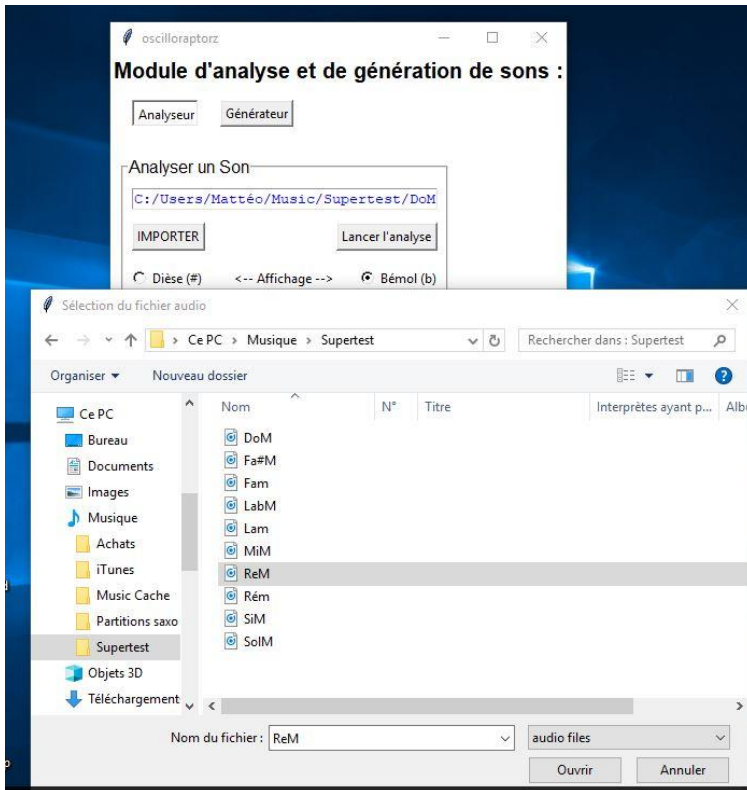 oscilloraptorz
Module d'analyse et de génération de sons :
Analyseur Générateur
Analyser un Son
C:/Users/Mattéo/Music/Supertest/DoM
IMPORTER Lancer l'analyse
Dièse (#) <-- Affichage --> Bémol (b)
Sélection du fichier audio
Ce PC > Musique > Supertest
Rechercher dans : Supertest
Organiser Nouveau dossier
Nom N° Titre Interprètes ayant p... Alb
Ce PC
Bureau
Documents
Images
Musique
Achats
iTunes
Music Cache
Partitions saxo
Supertest
Objets 3D
Téléchargement
DoM
Fa#M
Fam
LabM
Lam
MiM
ReM
Rém
SiM
SolM
Nom du fichier : ReM audio files
Ouvrir Annuler